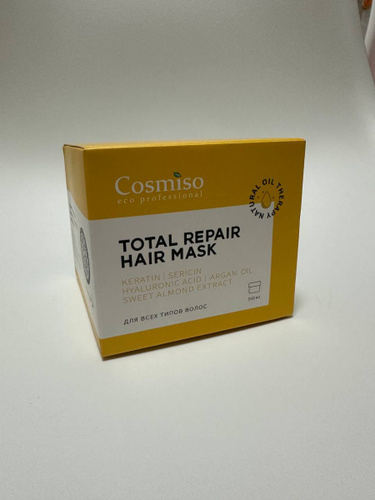 Cosmiso
eco professional
NATURAL OIL THERAPY
TOTAL REPAIR
HAIR MASK
KERATIN | SERICIN
HYALURONIC ACID | ARGAN OIL
SWEET ALMOND EXTRACT
ДЛЯ ВСЕХ ТИПОВ ВОЛОС